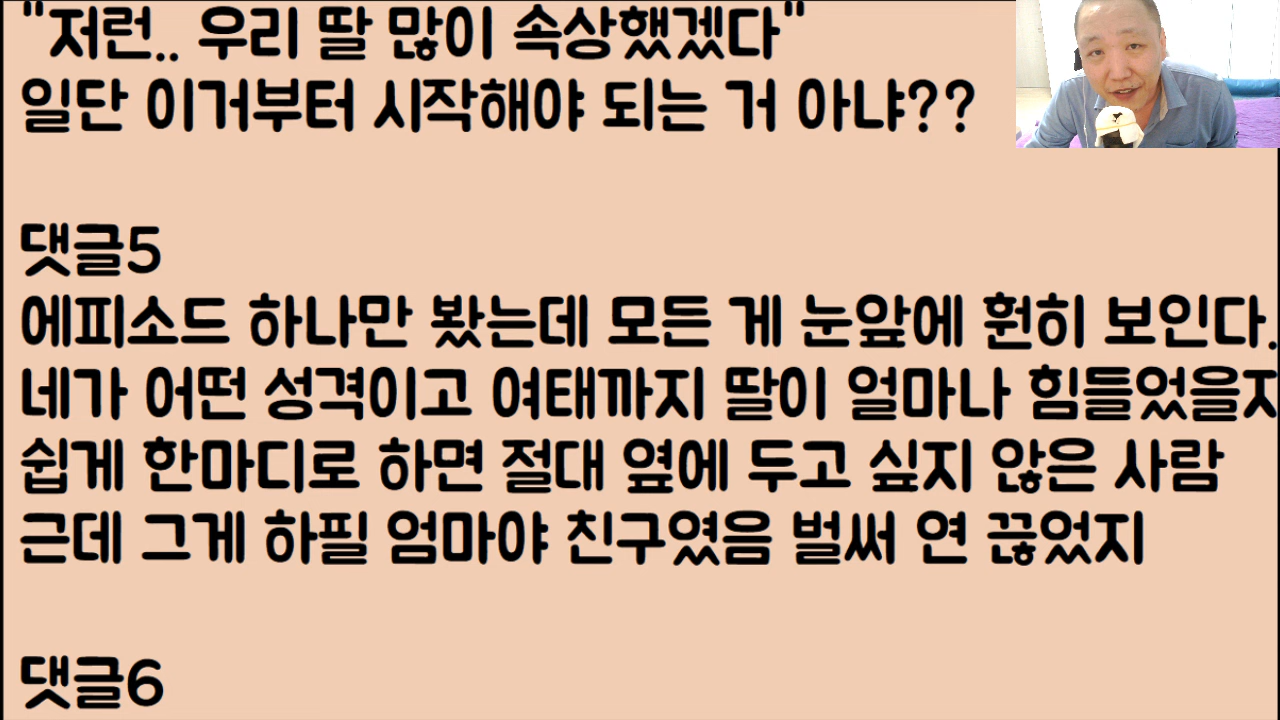 "저런.. 우리 딸 많이 속상했겠다"
일단 이거부터 시작해야 되는 거 아냐??
댓글5
에피소드 하나만 봤는데 모든 게 눈앞에 훤히 보인다.
네가 어떤 성격이고 여태까지 딸이 얼마나 힘들었을지
쉽게 한마디로 하면 절대 옆에 두고 싶지 않은 사람
근데 그게 하필 엄마야 친구였음 벌써 연 끊었지
댓글6